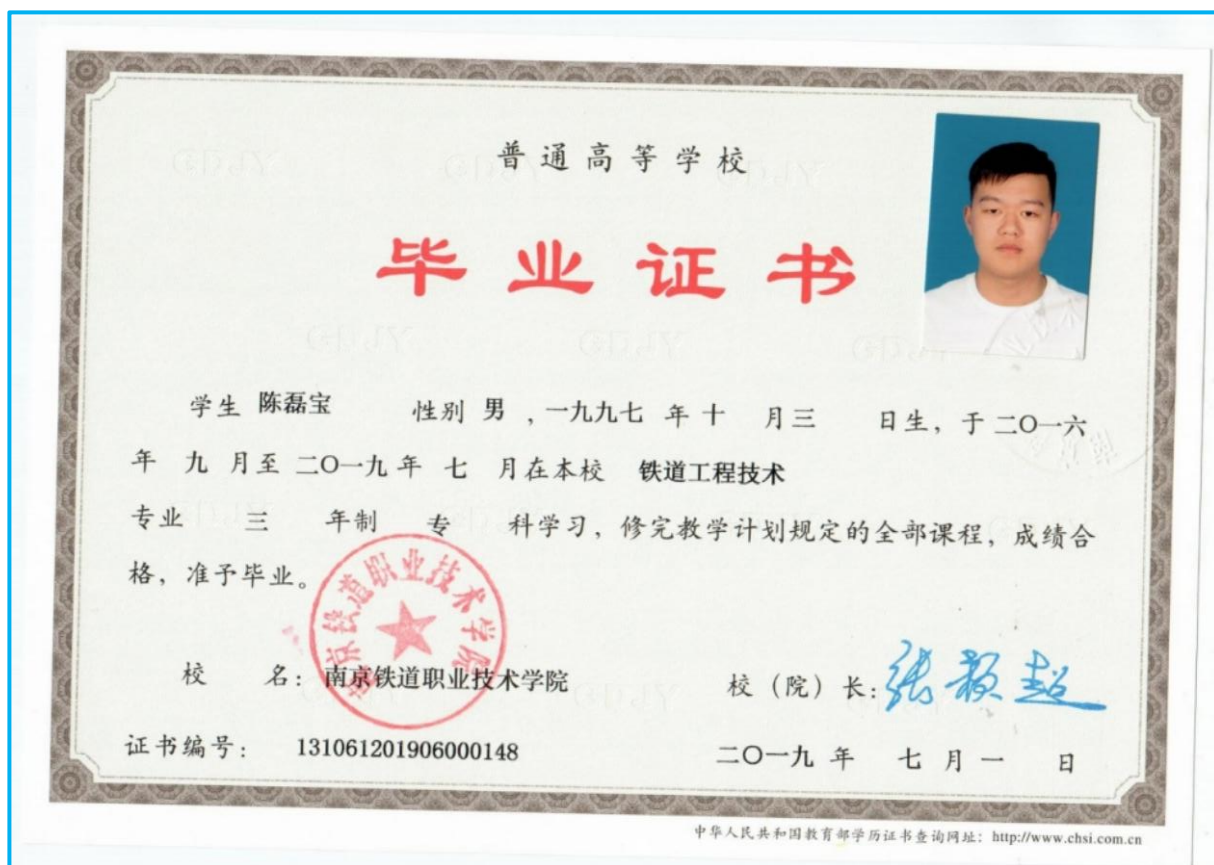 普通高等学校
毕业证书
学生 陈磊宝 性别 男 ,一九九七 年 十 月 三 日生，于 二〇一六
年 九 月至 二〇一九 年 七 月在本校 铁道工程技术
专业 三 年制 专 科学习，修完教学计划规定的全部课程，成绩合
格，准予毕业。
南京铁道职业技术学院
校 名：南京铁道职业技术学院 校（院）长：张颖超
证书编号： 131061201906000148 二〇一九 年 七 月 一 日
中华人民共和国教育部学历证书查询网址：http://www.chsi.com.cn